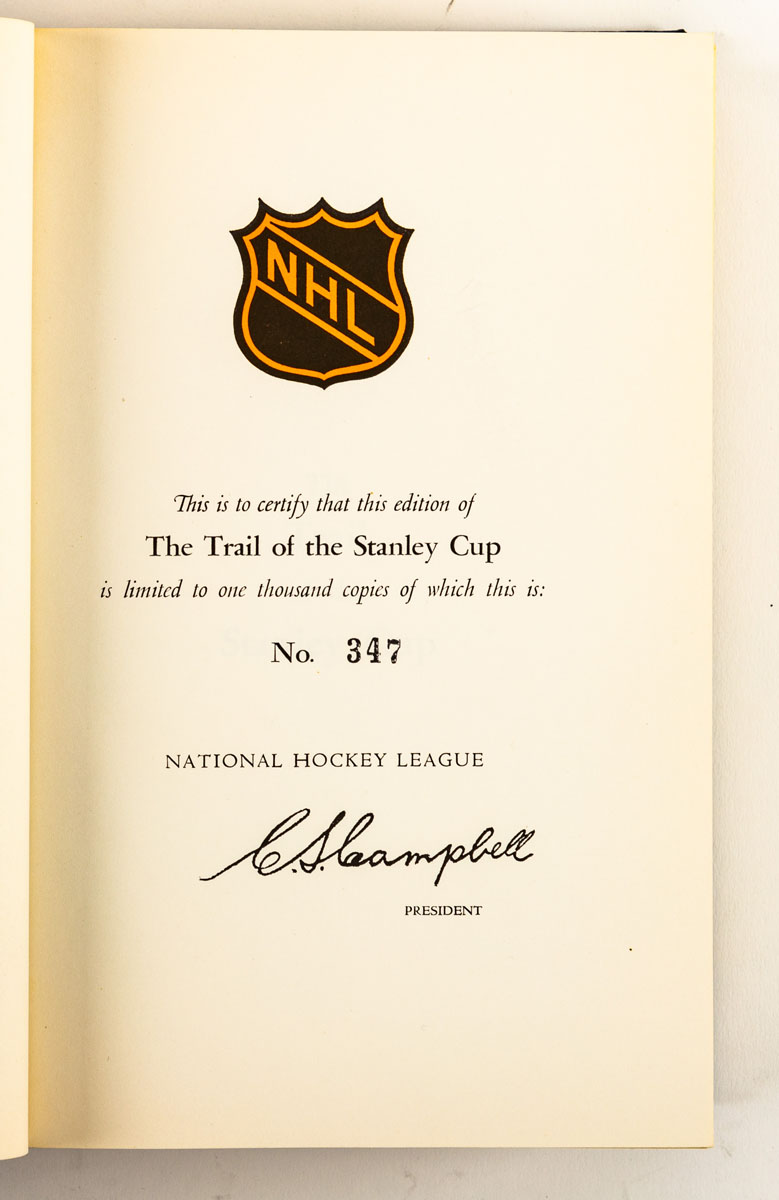 NHL
This is to certify that this edition of
The Trail of the Stanley Cup
is limited to one thousand copies of which this is:
No. 347
NATIONAL HOCKEY LEAGUE
C.S. Campbell
PRESIDENT